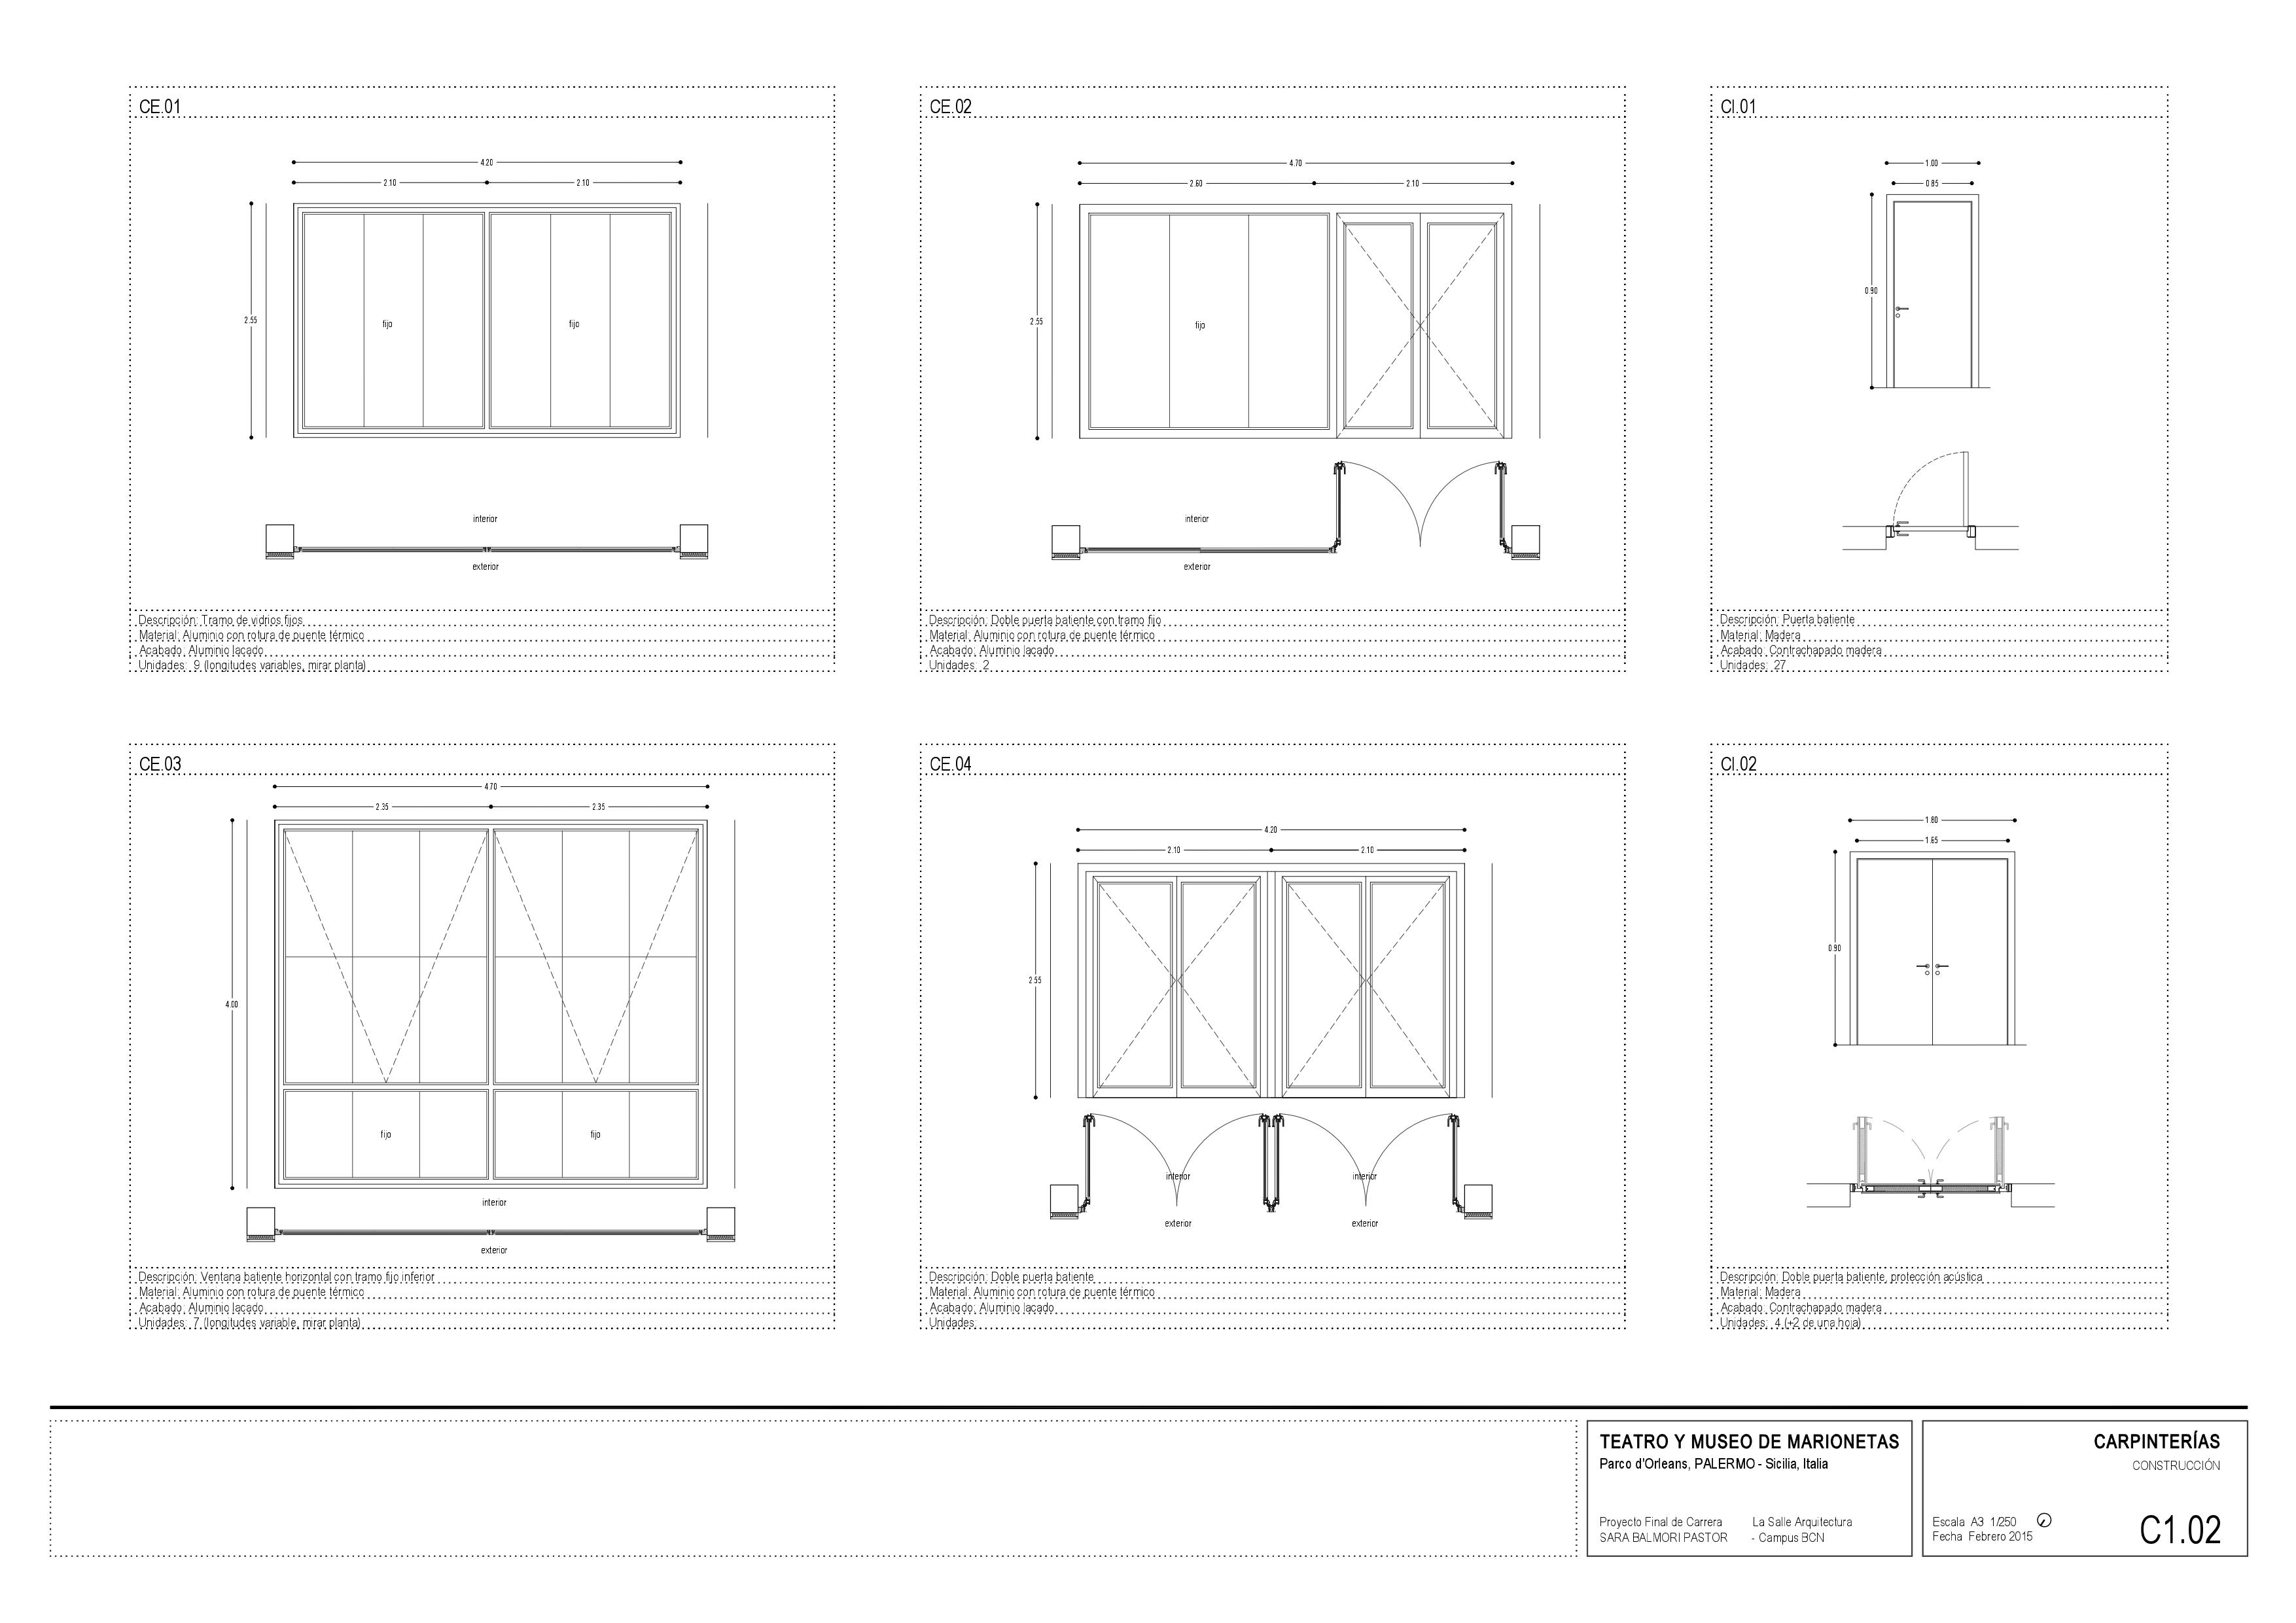 CE.01
4.20
2.10
2.10
2.55
fijo
fijo
interior
exterior
Descripción: Tramo de vidrios fijos
Material: Aluminio con rotura de puente térmico
Acabado: Aluminio lacado
Unidades: 9 (longitudes variables, mirar planta)
CE.02
4.70
2.60
2.10
2.55
fijo
interior
exterior
Descripción: Doble puerta batiente con tramo fijo
Material: Aluminio con rotura de puente térmico
Acabado: Aluminio lacado
Unidades: 2
CI.01
1.00
0.85
0.90
Descripción: Puerta batiente
Material: Madera
Acabado: Contrachapado madera
Unidades: 27
CE.03
4.70
2.35
2.35
4.00
fijo
fijo
interior
exterior
Descripción: Ventana batiente horizontal con tramo fijo inferior
Material: Aluminio con rotura de puente térmico
Acabado: Aluminio lacado
Unidades: 7 (longitudes variable, mirar planta)
CE.04
4.20
2.10
2.10
2.55
interior
interior
exterior
exterior
Descripción: Doble puerta batiente
Material: Aluminio con rotura de puente térmico
Acabado: Aluminio lacado
Unidades:
CI.02
1.80
1.65
0.90
Descripción: Doble puerta batiente, protección acústica
Material: Madera
Acabado: Contrachapado madera
Unidades: 4 (+2 de una hoja)
TEATRO Y MUSEO DE MARIONETAS
Parco d'Orleans, PALERMO - Sicilia, Italia
Proyecto Final de Carrera La Salle Arquitectura
SARA BALMORI PASTOR - Campus BCN
CARPINTERÍAS
CONSTRUCCIÓN
Escala A3 1/250
Fecha Febrero 2015
C1.02